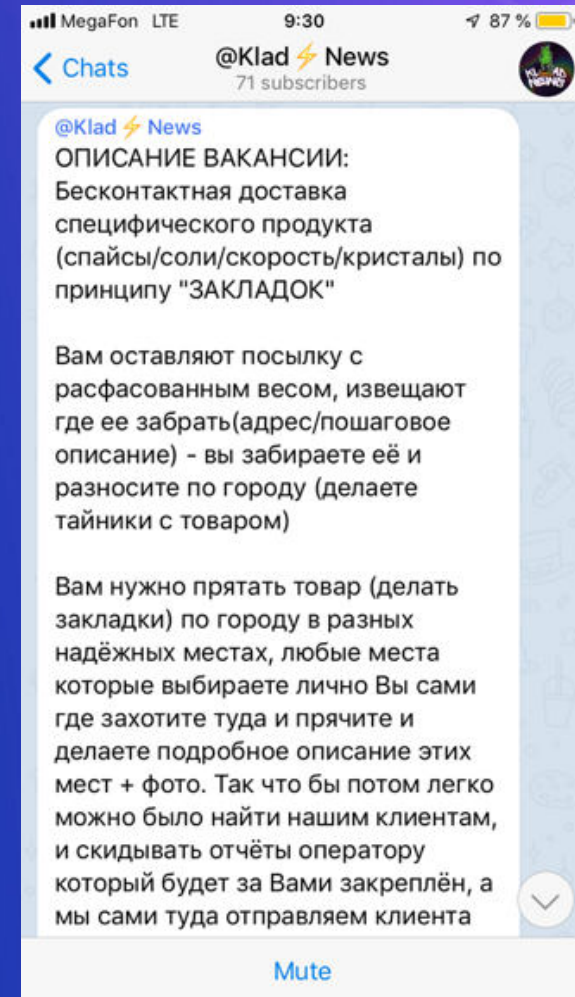 MegaFon LTE 9:30 87 %
Chats @Klad⚡News
71 subscribers
@Klad⚡News
ОПИСАНИЕ ВАКАНСИИ:
Бесконтактная доставка
специфического продукта
(спайсы/соли/скорость/кристалы) по
принципу "ЗАКЛАДОК"
Вам оставляют посылку с
расфасованным весом, извещают
где ее забрать(адрес/пошаговое
описание) - вы забираете её и
разносите по городу (делаете
тайники с товаром)
Вам нужно прятать товар (делать
закладки) по городу в разных
надёжных местах, любые места
которые выбираете лично Вы сами
где захотите туда и прячите и
делаете подробное описание этих
мест + фото. Так что бы потом легко
можно было найти нашим клиентам,
и скидывать отчёты оператору
который будет за Вами закреплён, а
мы сами туда отправляем клиента
Mute